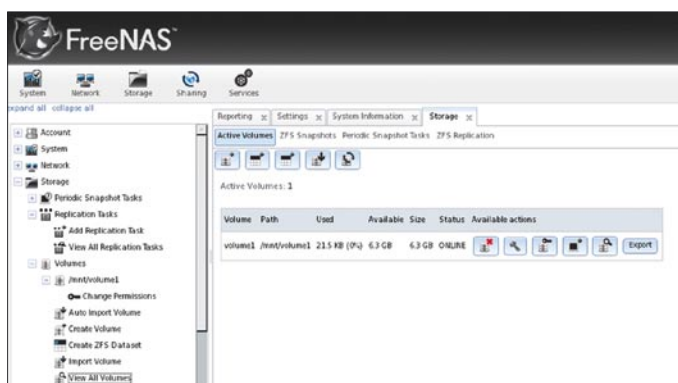 FreeNAS™
System Network Storage Sharing Services
expand all collapse all
Reporting x Settings x System Information x Storage x
Account
Active Volumes ZFS Snapshots Periodic Snapshot Tasks ZFS Replication
System
Network
Storage
Periodic Snapshot Tasks
Active Volumes: 1
Replication Tasks
Add Replication Task
Volume Path Used Available Size Status Available actions
View All Replication Tasks
volume1 /mnt/volume1 21.5 KB (0%) 6.3 GB 6.3 GB ONLINE Export
Volumes
/mnt/volume1
Change Permissions
Auto Import Volume
Create Volume
Create ZFS Dataset
Import Volume
View All Volumes